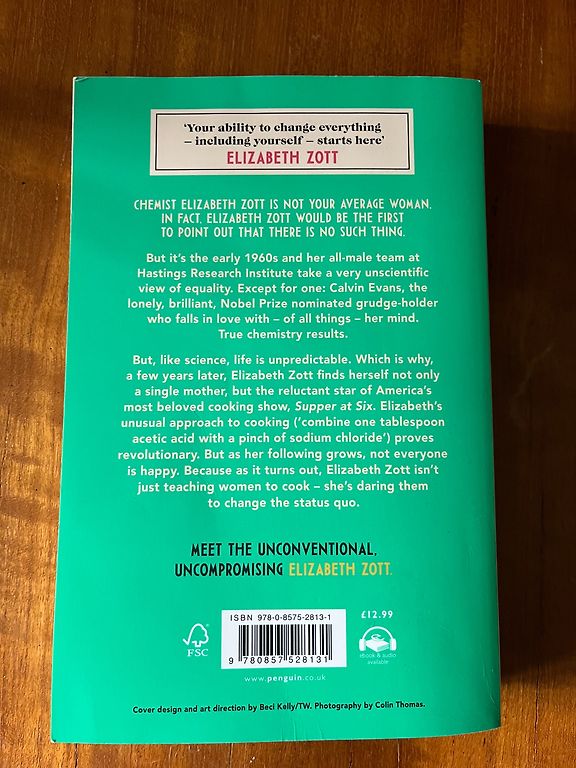 ‘Your ability to change everything
– including yourself – starts here’
ELIZABETH ZOTT
CHEMIST ELIZABETH ZOTT IS NOT YOUR AVERAGE WOMAN.
IN FACT, ELIZABETH ZOTT WOULD BE THE FIRST
TO POINT OUT THAT THERE IS NO SUCH THING.
But it’s the early 1960s and her all-male team at
Hastings Research Institute take a very unscientific
view of equality. Except for one: Calvin Evans, the
lonely, brilliant, Nobel Prize nominated grudge-holder
who falls in love with – of all things – her mind.
True chemistry results.
But, like science, life is unpredictable. Which is why,
a few years later, Elizabeth Zott finds herself not only
a single mother, but the reluctant star of America’s
most beloved cooking show, Supper at Six. Elizabeth’s
unusual approach to cooking (‘combine one tablespoon
acetic acid with a pinch of sodium chloride’) proves
revolutionary. But as her following grows, not everyone
is happy. Because as it turns out, Elizabeth Zott isn’t
just teaching women to cook – she’s daring them
to change the status quo.
MEET THE UNCONVENTIONAL,
UNCOMPROMISING ELIZABETH ZOTT.
ISBN 978-0-8575-2813-1
9 780857 528131
FSC
£12.99
eBook & audio
available
www.penguin.co.uk
Cover design and art direction by Beci Kelly/TW. Photography by Colin Thomas.